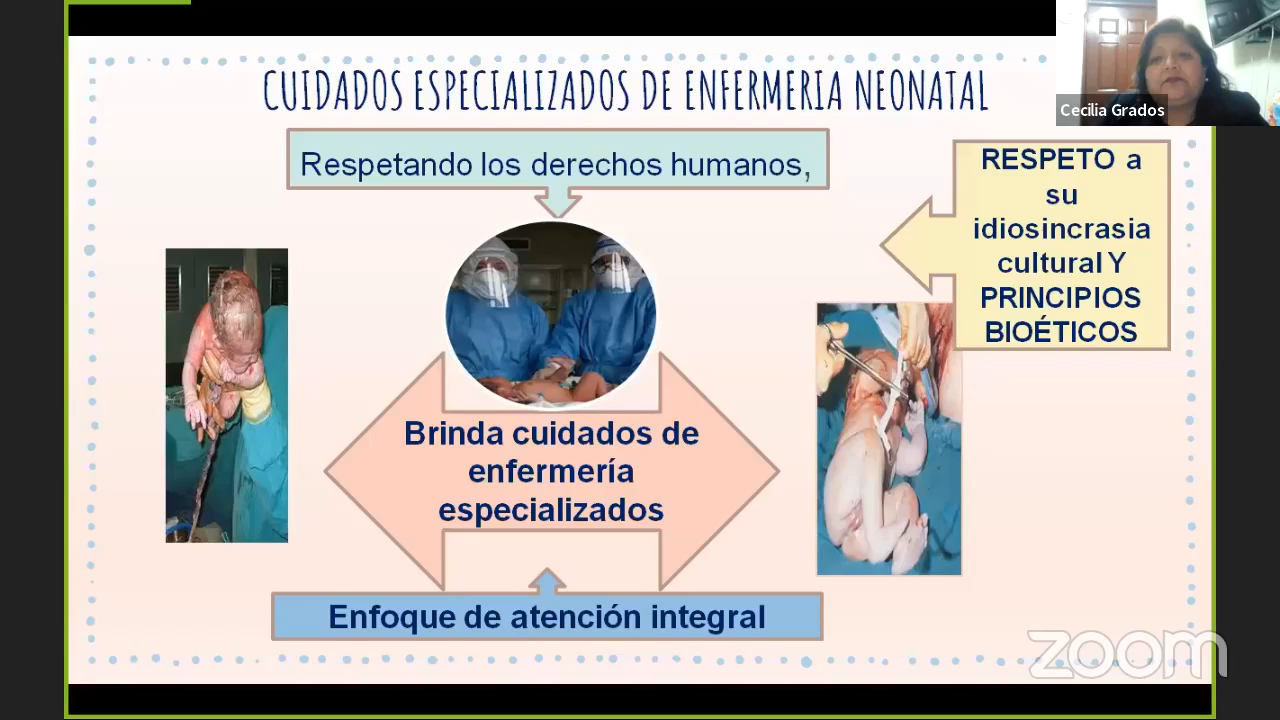 CUIDADOS ESPECIALIZADOS DE ENFERMERIA NEONATAL
Cecilia Grados
Respetando los derechos humanos,
RESPETO a
su
idiosincrasia
cultural Y
PRINCIPIOS
BIOÉTICOS
Brinda cuidados de
enfermería
especializados
Enfoque de atención integral
zoom